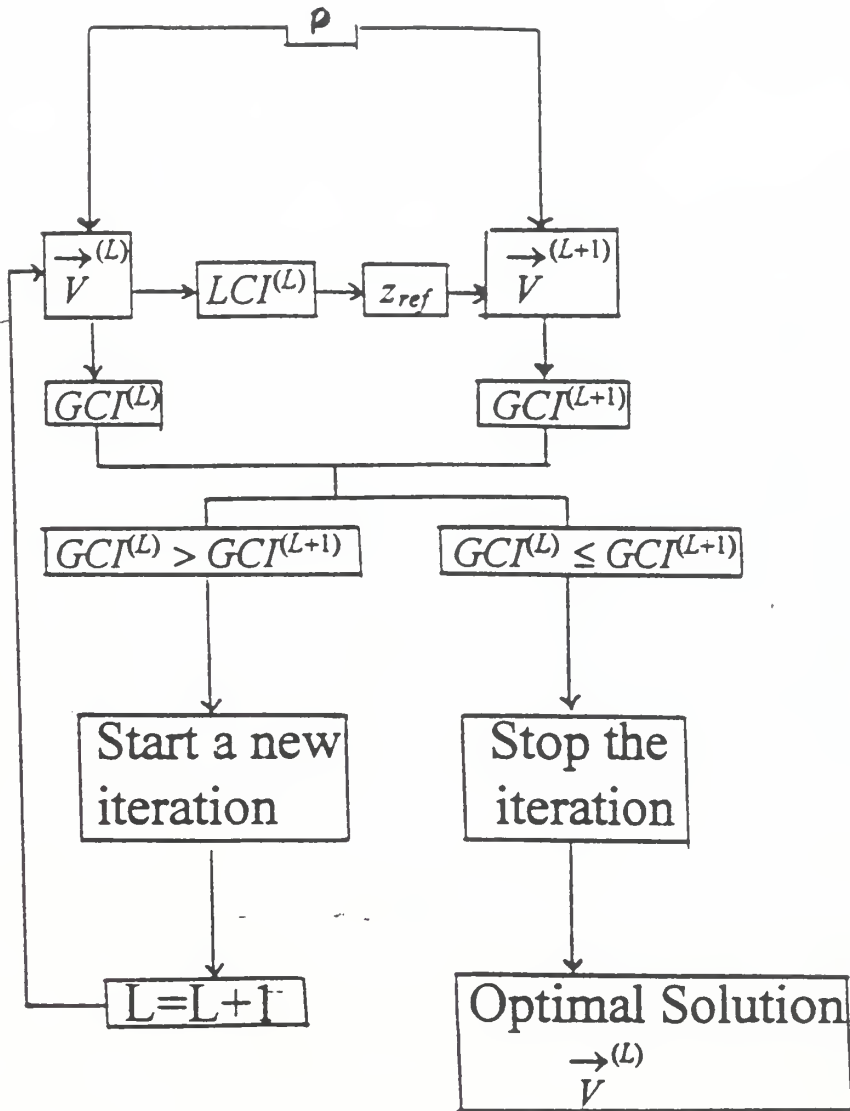 ρ
V⃗^(L)
LCI^(L)
z_ref
V⃗^(L+1)
GCI^(L)
GCI^(L+1)
GCI^(L) > GCI^(L+1)
GCI^(L) ≤ GCI^(L+1)
Start a new
iteration
Stop the
iteration
L=L+1
Optimal Solution
V⃗^(L)